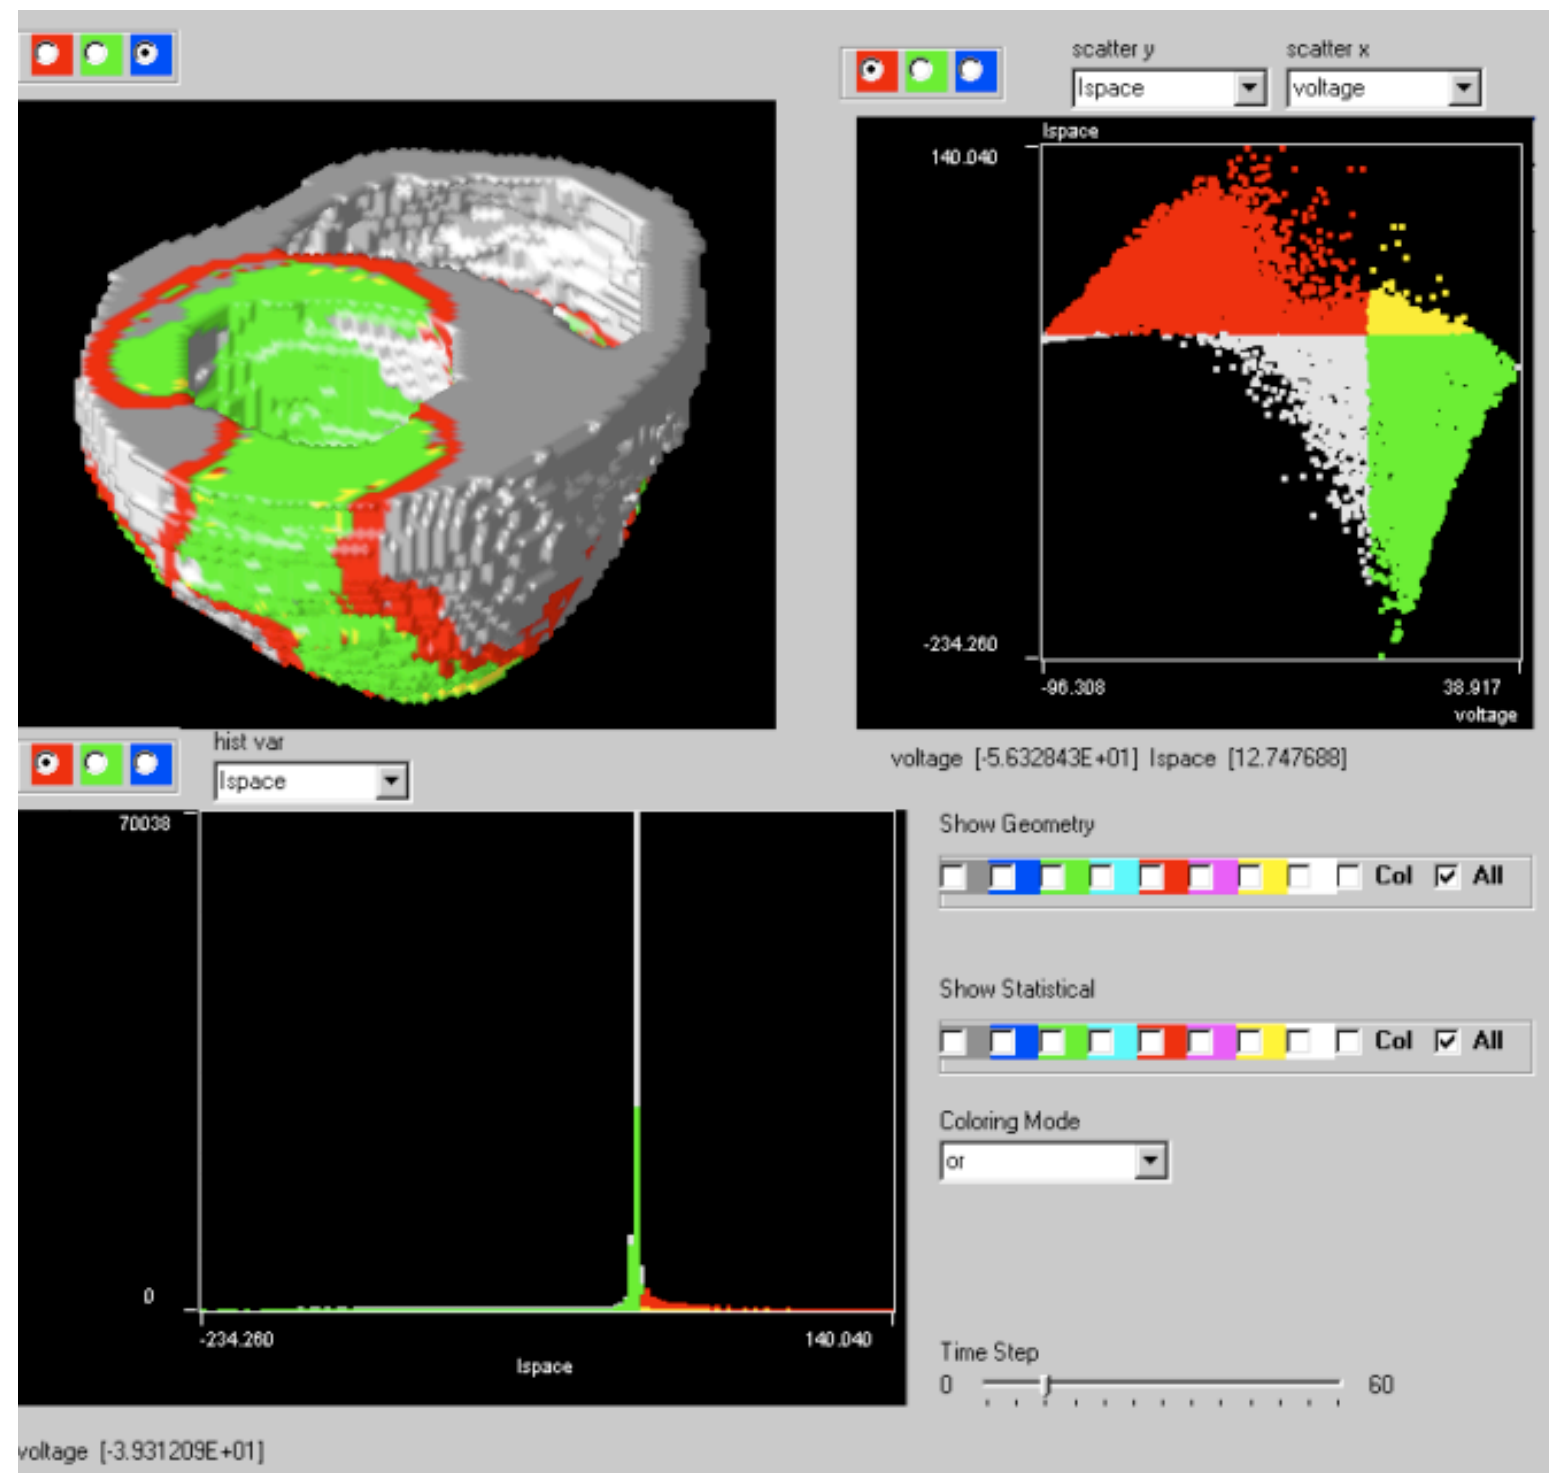 scatter y
scatter x
Ispace
voltage
Ispace
140.040
-234.260
-96.308
38.917
voltage
hist var
Ispace
voltage [-5.632843E+01] Ispace [12.747688]
70038
0
-234.260
140.040
Ispace
Show Geometry
Col
All
Show Statistical
Col
All
Coloring Mode
or
Time Step
0
60
voltage [-3.931209E+01]